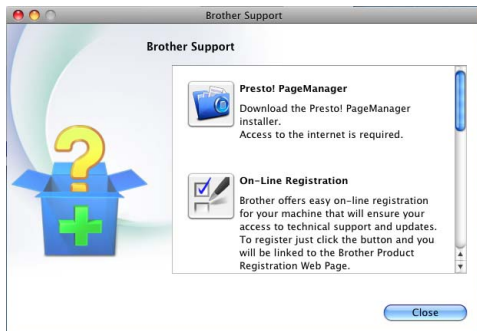 Brother Support
Brother Support
Presto! PageManager
Download the Presto! PageManager
installer.
Access to the internet is required.
On-Line Registration
Brother offers easy on-line registration
for your machine that will ensure your
access to technical support and updates.
To register just click the button and you
will be linked to the Brother Product
Registration Web Page.
Close